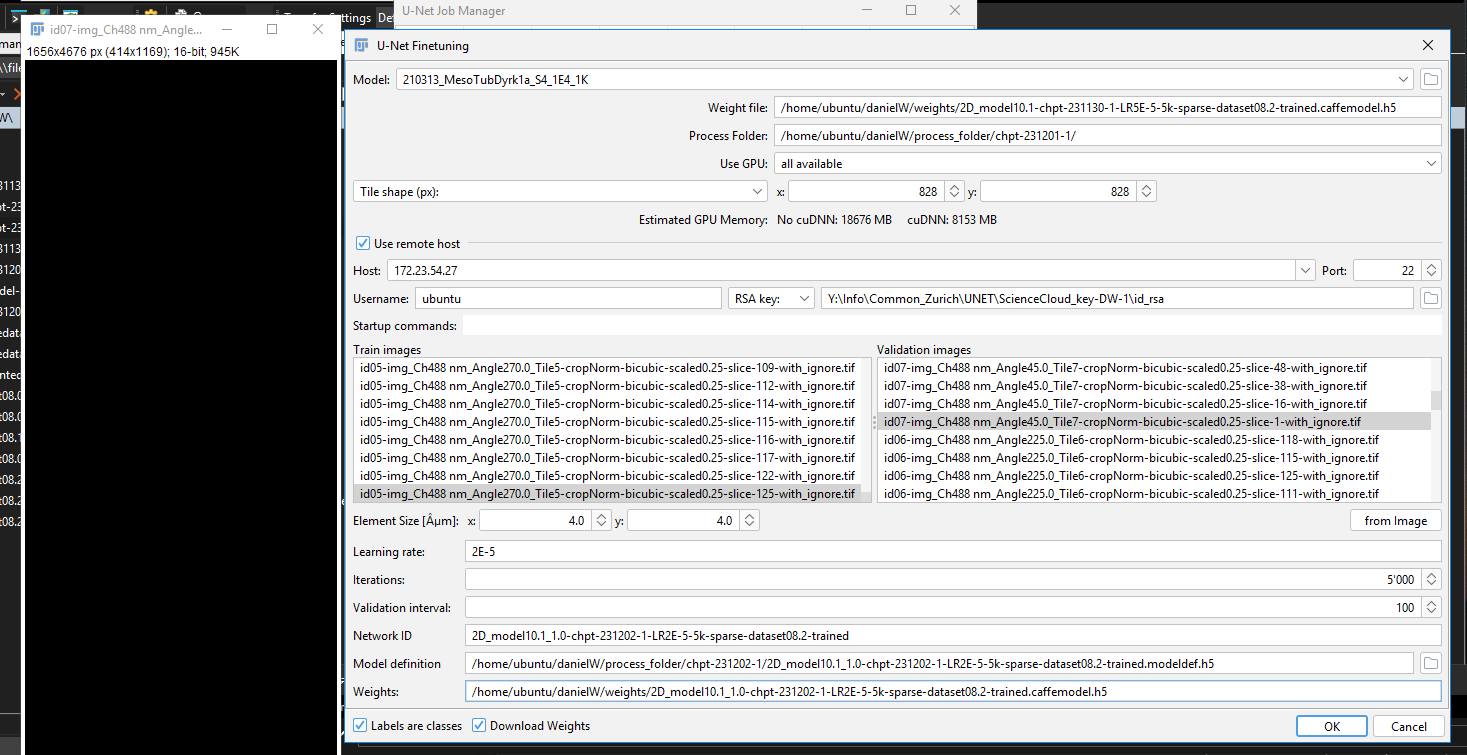 Transfer Settings
U-Net Job Manager
id07-img_Ch488 nm_Angle...
1656x4676 px (414x1169); 16-bit; 945K
U-Net Finetuning
Model: 210313_MesoTubDyrk1a_S4_1E4_1K
Weight file: /home/ubuntu/danielW/weights/2D_model10.1-chpt-231130-1-LR5E-5-5k-sparse-dataset08.2-trained.caffemodel.h5
Process Folder: /home/ubuntu/danielW/process_folder/chpt-231201-1/
Use GPU: all available
Tile shape (px): x: 828 y: 828
Estimated GPU Memory: No cuDNN: 18676 MB cuDNN: 8153 MB
Use remote host
Host: 172.23.54.27 Port: 22
Username: ubuntu RSA key: Y:\Info\Common_Zurich\UNET\ScienceCloud_key-DW-1\id_rsa
Startup commands:
Train images
id05-img_Ch488 nm_Angle270.0_Tile5-cropNorm-bicubic-scaled0.25-slice-109-with_ignore.tif
id05-img_Ch488 nm_Angle270.0_Tile5-cropNorm-bicubic-scaled0.25-slice-112-with_ignore.tif
id05-img_Ch488 nm_Angle270.0_Tile5-cropNorm-bicubic-scaled0.25-slice-114-with_ignore.tif
id05-img_Ch488 nm_Angle270.0_Tile5-cropNorm-bicubic-scaled0.25-slice-115-with_ignore.tif
id05-img_Ch488 nm_Angle270.0_Tile5-cropNorm-bicubic-scaled0.25-slice-116-with_ignore.tif
id05-img_Ch488 nm_Angle270.0_Tile5-cropNorm-bicubic-scaled0.25-slice-117-with_ignore.tif
id05-img_Ch488 nm_Angle270.0_Tile5-cropNorm-bicubic-scaled0.25-slice-122-with_ignore.tif
id05-img_Ch488 nm_Angle270.0_Tile5-cropNorm-bicubic-scaled0.25-slice-125-with_ignore.tif
Validation images
id07-img_Ch488 nm_Angle45.0_Tile7-cropNorm-bicubic-scaled0.25-slice-48-with_ignore.tif
id07-img_Ch488 nm_Angle45.0_Tile7-cropNorm-bicubic-scaled0.25-slice-38-with_ignore.tif
id07-img_Ch488 nm_Angle45.0_Tile7-cropNorm-bicubic-scaled0.25-slice-16-with_ignore.tif
id07-img_Ch488 nm_Angle45.0_Tile7-cropNorm-bicubic-scaled0.25-slice-1-with_ignore.tif
id06-img_Ch488 nm_Angle225.0_Tile6-cropNorm-bicubic-scaled0.25-slice-118-with_ignore.tif
id06-img_Ch488 nm_Angle225.0_Tile6-cropNorm-bicubic-scaled0.25-slice-115-with_ignore.tif
id06-img_Ch488 nm_Angle225.0_Tile6-cropNorm-bicubic-scaled0.25-slice-125-with_ignore.tif
id06-img_Ch488 nm_Angle225.0_Tile6-cropNorm-bicubic-scaled0.25-slice-111-with_ignore.tif
Element Size [Âµm]: x: 4.0 y: 4.0 from Image
Learning rate: 2E-5
Iterations: 5'000
Validation interval: 100
Network ID 2D_model10.1_1.0-chpt-231202-1-LR2E-5-5k-sparse-dataset08.2-trained
Model definition /home/ubuntu/danielW/process_folder/chpt-231202-1/2D_model10.1_1.0-chpt-231202-1-LR2E-5-5k-sparse-dataset08.2-trained.modeldef.h5
Weights: /home/ubuntu/danielW/weights/2D_model10.1_1.0-chpt-231202-1-LR2E-5-5k-sparse-dataset08.2-trained.caffemodel.h5
Labels are classes Download Weights OK Cancel